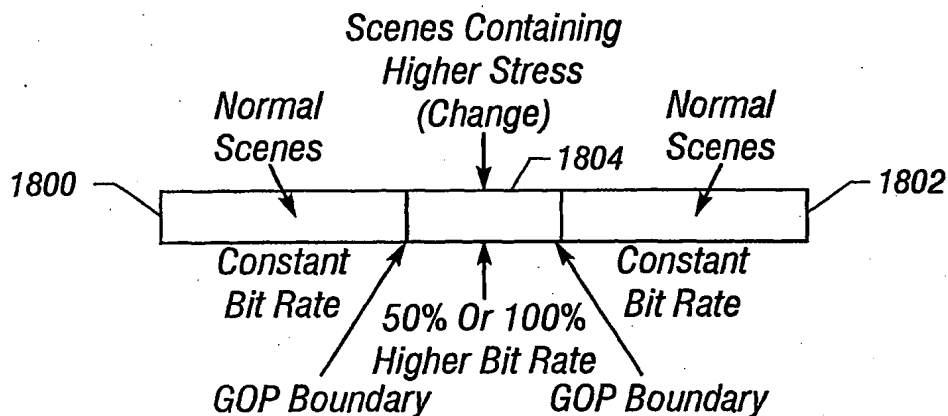 Scenes Containing
Higher Stress
(Change)
Normal
Scenes
Normal
Scenes
1804
1800
1802
Constant
Bit Rate
50% Or 100%
Higher Bit Rate
Constant
Bit Rate
GOP Boundary
GOP Boundary